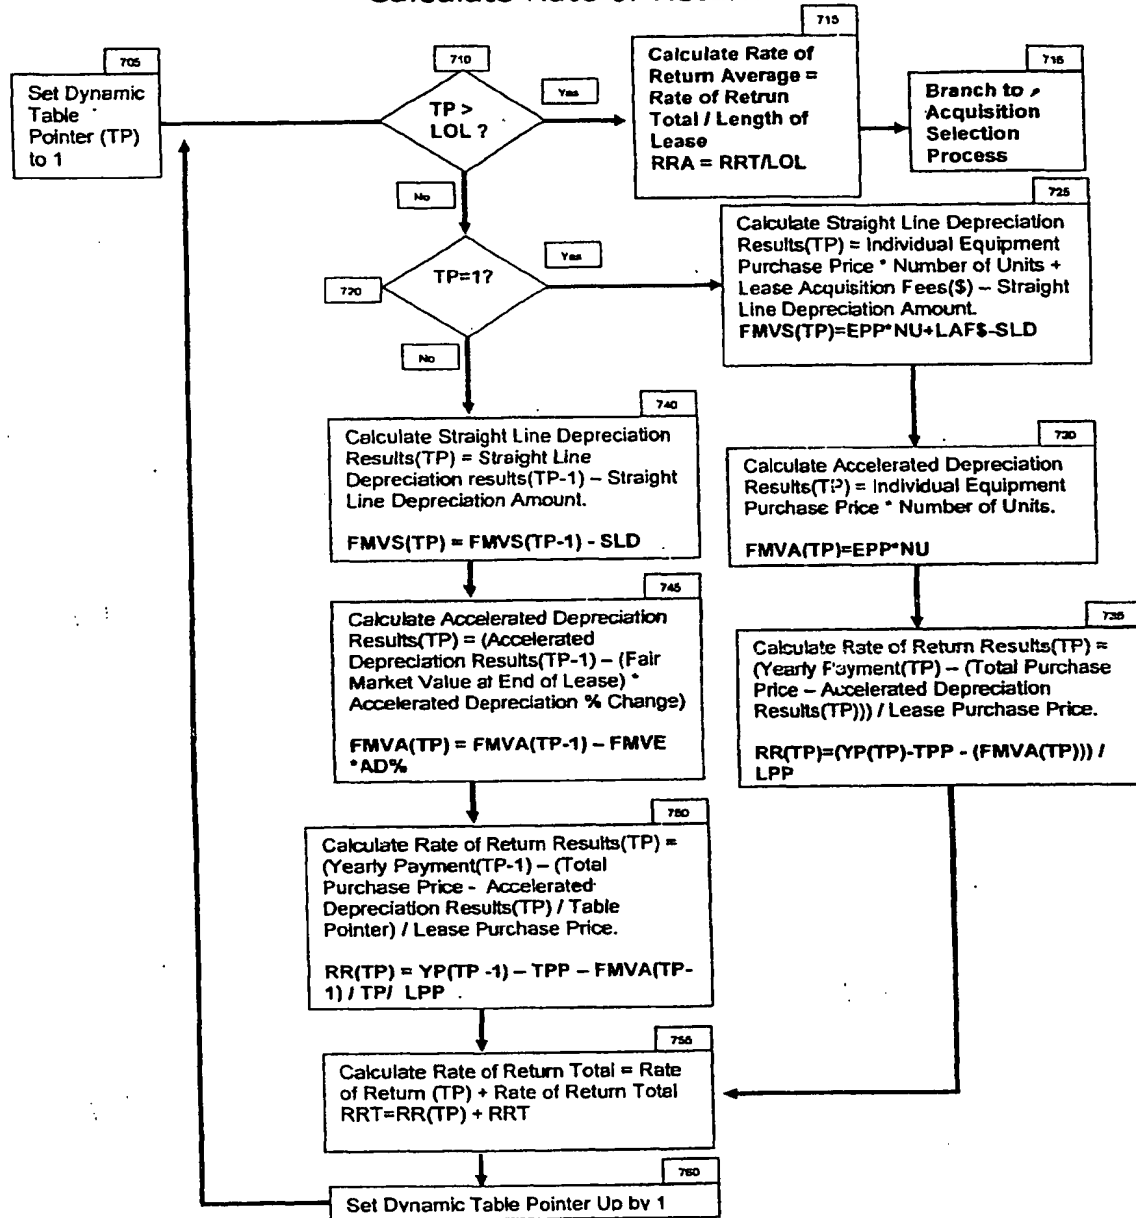 Calculate Rate of
705
Set Dynamic
Table
Pointer (TP)
to 1
710
TP >
LOL ?
Yes
No
715
Calculate Rate of
Return Average =
Rate of Retrun
Total / Length of
Lease
RRA = RRT/LOL
716
Branch to
Acquisition
Selection
Process
720
TP=1?
Yes
No
725
Calculate Straight Line Depreciation
Results(TP) = Individual Equipment
Purchase Price * Number of Units +
Lease Acquisition Fees($) – Straight
Line Depreciation Amount.
FMVS(TP)=EPP*NU+LAF$-SLD
730
Calculate Accelerated Depreciation
Results(TP) = Individual Equipment
Purchase Price * Number of Units.
FMVA(TP)=EPP*NU
735
Calculate Rate of Return Results(TP) =
(Yearly Payment(TP) – (Total Purchase
Price – Accelerated Depreciation
Results(TP))) / Lease Purchase Price.
RR(TP)=(YP(TP)-TPP - (FMVA(TP))) /
LPP
740
Calculate Straight Line Depreciation
Results(TP) = Straight Line
Depreciation results(TP-1) – Straight
Line Depreciation Amount.
FMVS(TP) = FMVS(TP-1) - SLD
745
Calculate Accelerated Depreciation
Results(TP) = (Accelerated
Depreciation Results(TP-1) – (Fair
Market Value at End of Lease) *
Accelerated Depreciation % Change)
FMVA(TP) = FMVA(TP-1) – FMVE
*AD%
750
Calculate Rate of Return Results(TP) =
(Yearly Payment(TP-1) – (Total
Purchase Price - Accelerated
Depreciation Results(TP) / Table
Pointer) / Lease Purchase Price.
RR(TP) = YP(TP -1) – TPP – FMVA(TP-
1) / TP/ LPP
755
Calculate Rate of Return Total = Rate
of Return (TP) + Rate of Return Total
RRT=RR(TP) + RRT
760
Set Dynamic Table Pointer Up by 1